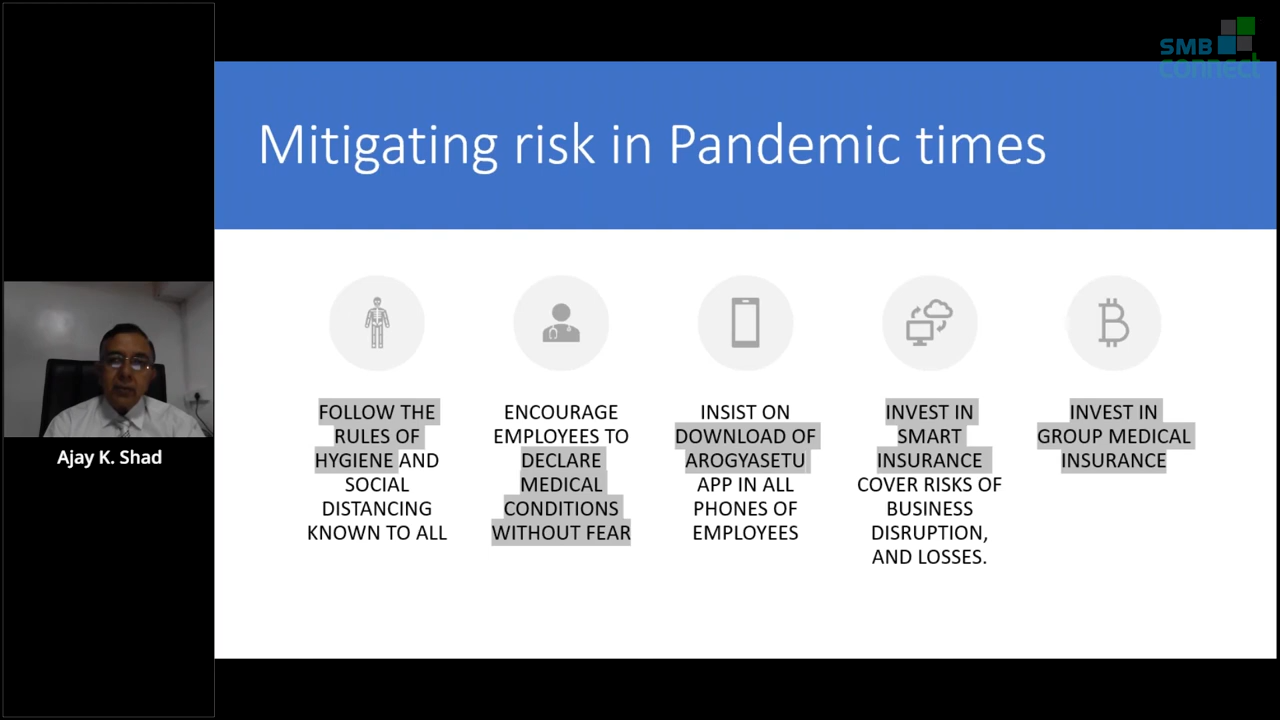 SMB
connect
Mitigating risk in Pandemic times
FOLLOW THE
RULES OF
HYGIENE AND
SOCIAL
DISTANCING
KNOWN TO ALL
ENCOURAGE
EMPLOYEES TO
DECLARE
MEDICAL
CONDITIONS
WITHOUT FEAR
INSIST ON
DOWNLOAD OF
AROGYASETU
APP IN ALL
PHONES OF
EMPLOYEES
INVEST IN
SMART
INSURANCE
COVER RISKS OF
BUSINESS
DISRUPTION,
AND LOSSES.
INVEST IN
GROUP MEDICAL
INSURANCE
Ajay K. Shad